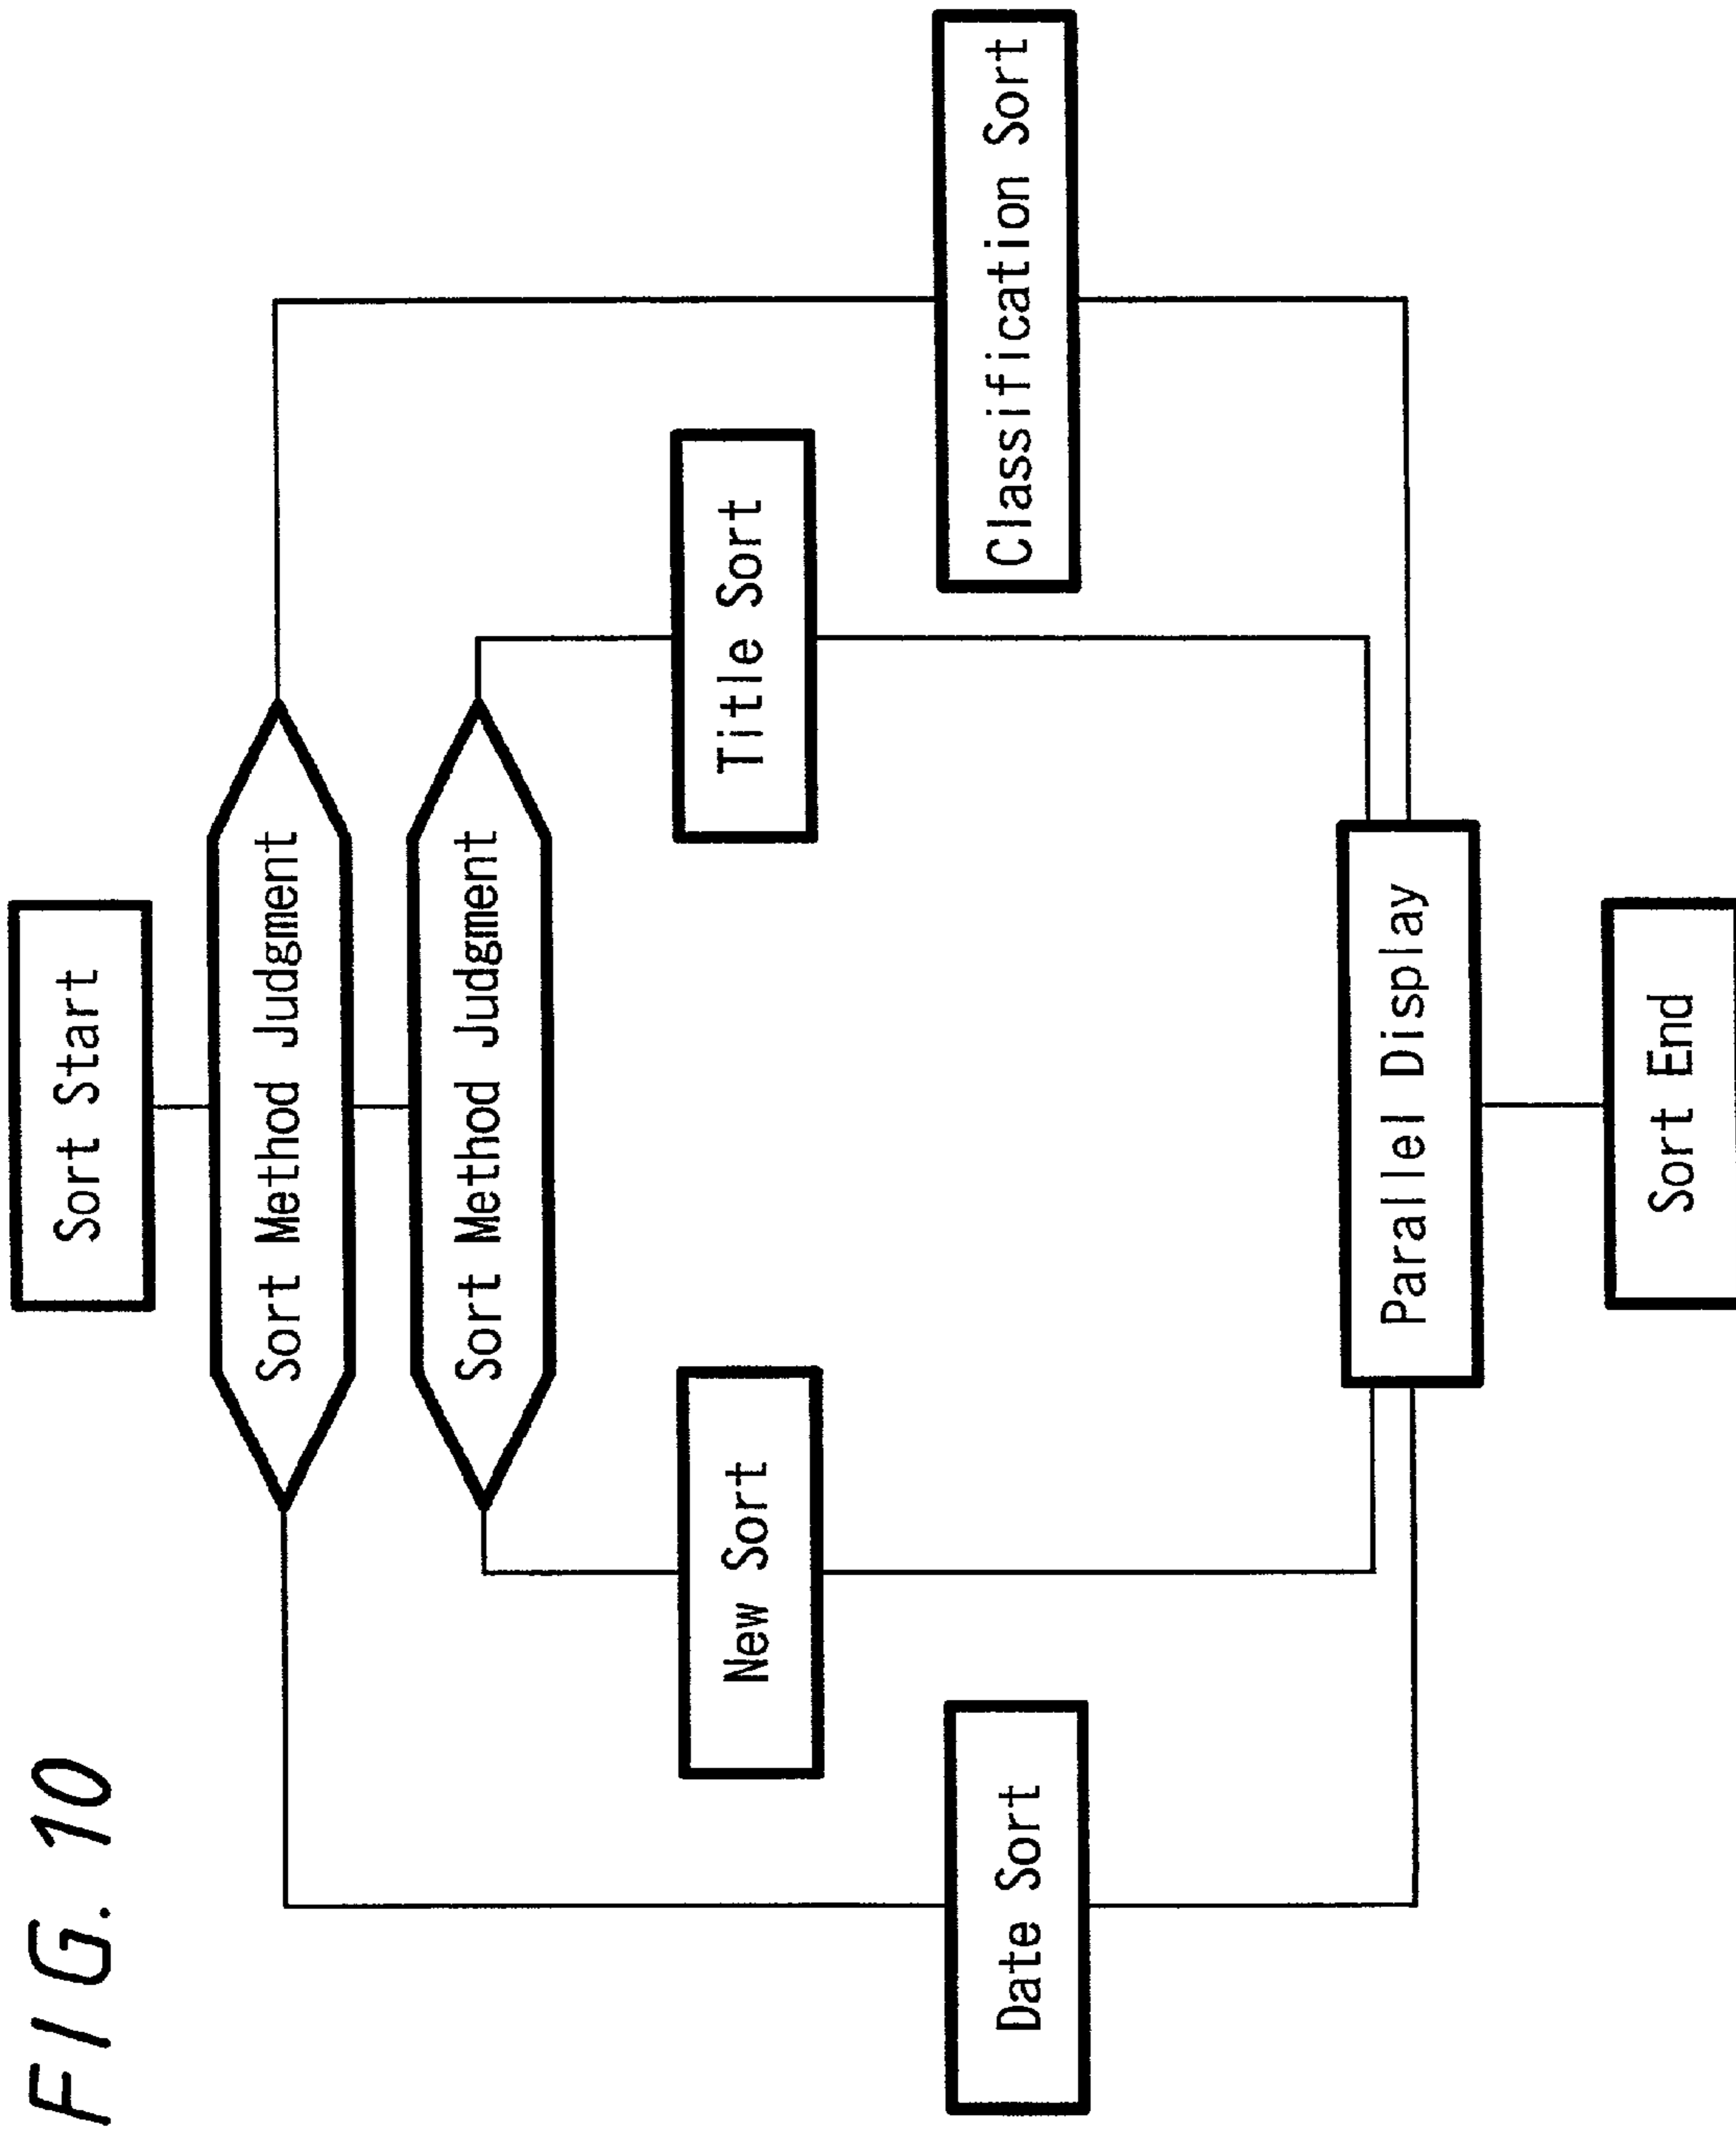 FIG. 10
Sort Start
Sort Method Judgment
Sort Method Judgment
New Sort
Title Sort
Date Sort
Classification Sort
Parallel Display
Sort End